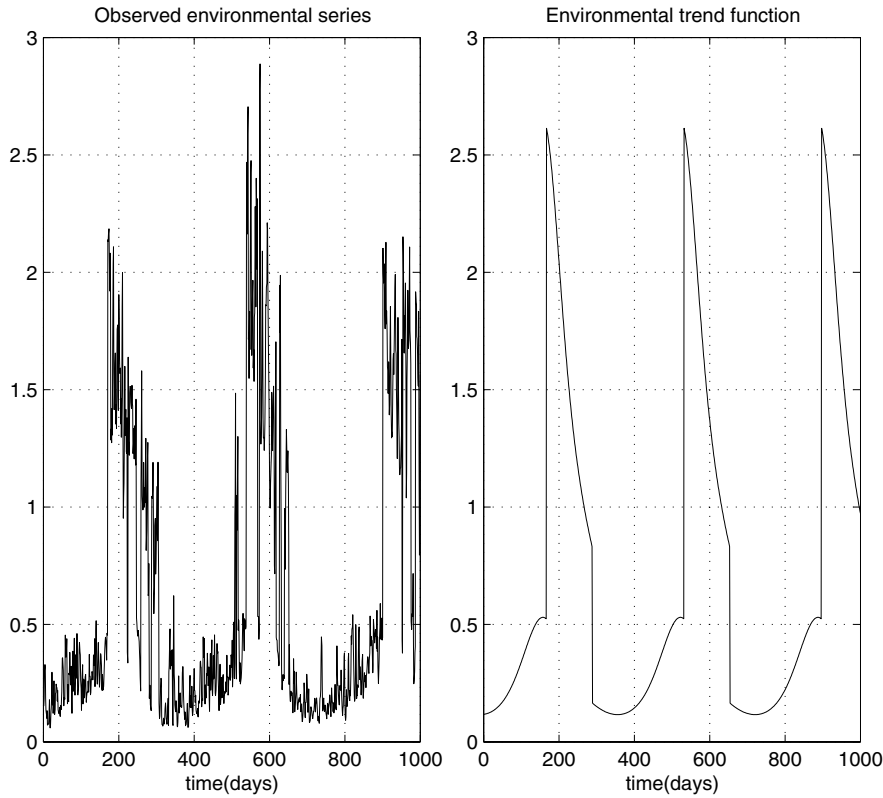 Observed environmental series
3
2.5
2
1.5
1
0.5
0
0 200 400 600 800 1000
time(days)
Environmental trend function
3
2.5
2
1.5
1
0.5
0
0 200 400 600 800 1000
time(days)